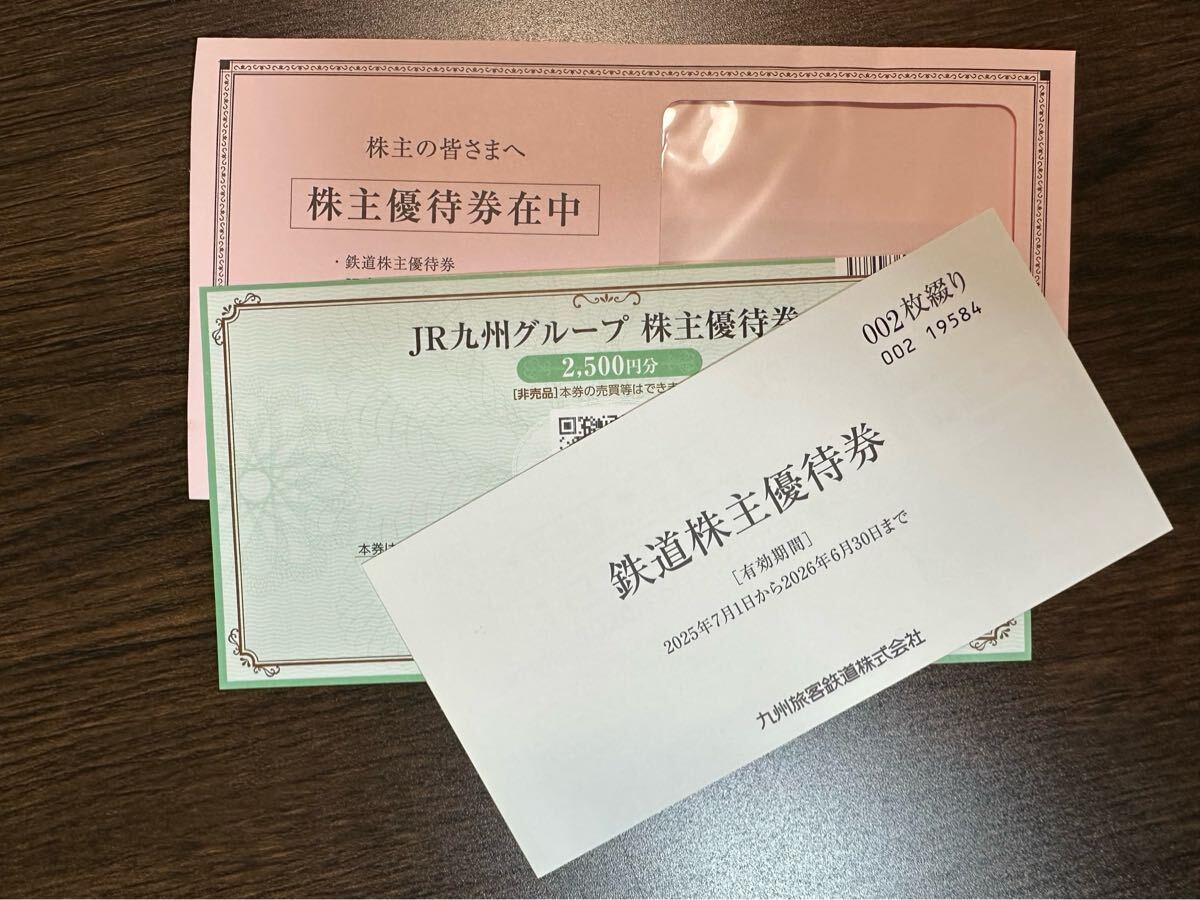 株主の皆さまへ
株主優待券在中
・鉄道株主優待券
JR九州グループ 株主優待券
2,500円分
[非売品]本券の売買等はできま
本券は
002枚綴り
002 19584
鉄道株主優待券
[有効期間]
2025年7月1日から2026年6月30日まで
九州旅客鉄道株式会社